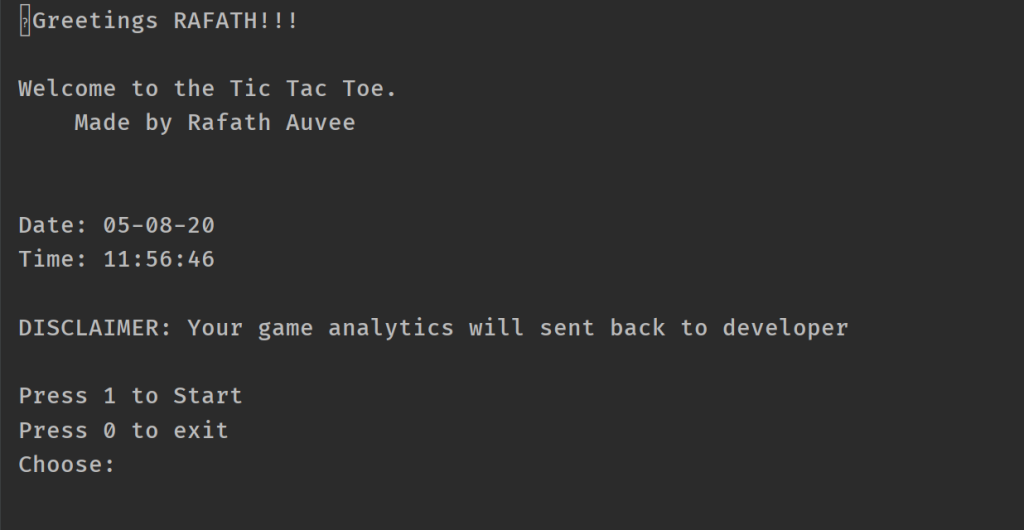 Greetings RAFATH!!!
Welcome to the Tic Tac Toe.
Made by Rafath Auvee
Date: 05-08-20
Time: 11:56:46
DISCLAIMER: Your game analytics will sent back to developer
Press 1 to Start
Press 0 to exit
Choose: